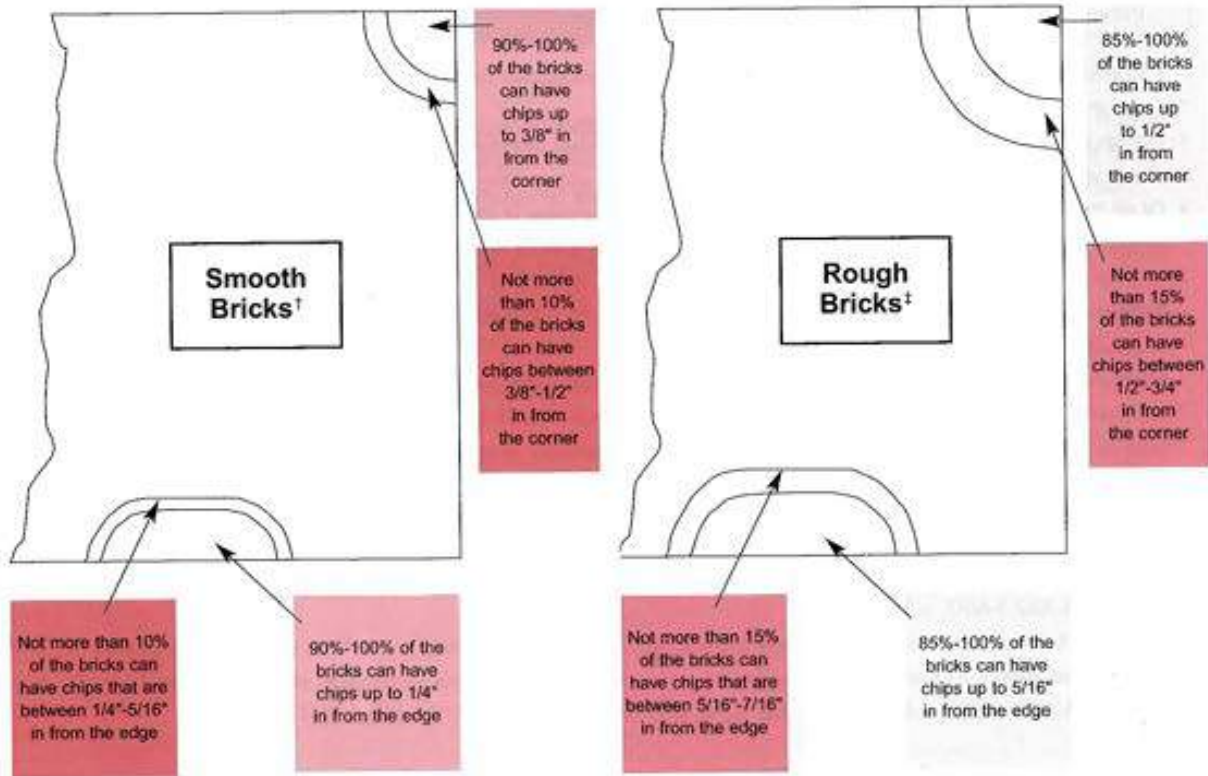 90%-100%
of the bricks
can have
chips up
to 3/8" in
from the
corner
Not more
than 10%
of the bricks
can have
chips between
3/8"-1/2"
in from
the corner
Smooth
Bricks†
Not more than 10%
of the bricks can
have chips that are
between 1/4"-5/16"
in from the edge
90%-100% of the
bricks can have
chips up to 1/4"
in from the edge
85%-100%
of the bricks
can have
chips up
to 1/2"
in from
the corner
Not more
than 15%
of the bricks
can have
chips between
1/2"-3/4"
in from
the corner
Rough
Bricks‡
Not more than 15%
of the bricks can
have chips that are
between 5/16"-7/16"
in from the edge
85%-100% of the
bricks can have
chips up to 5/16"
in from the edge